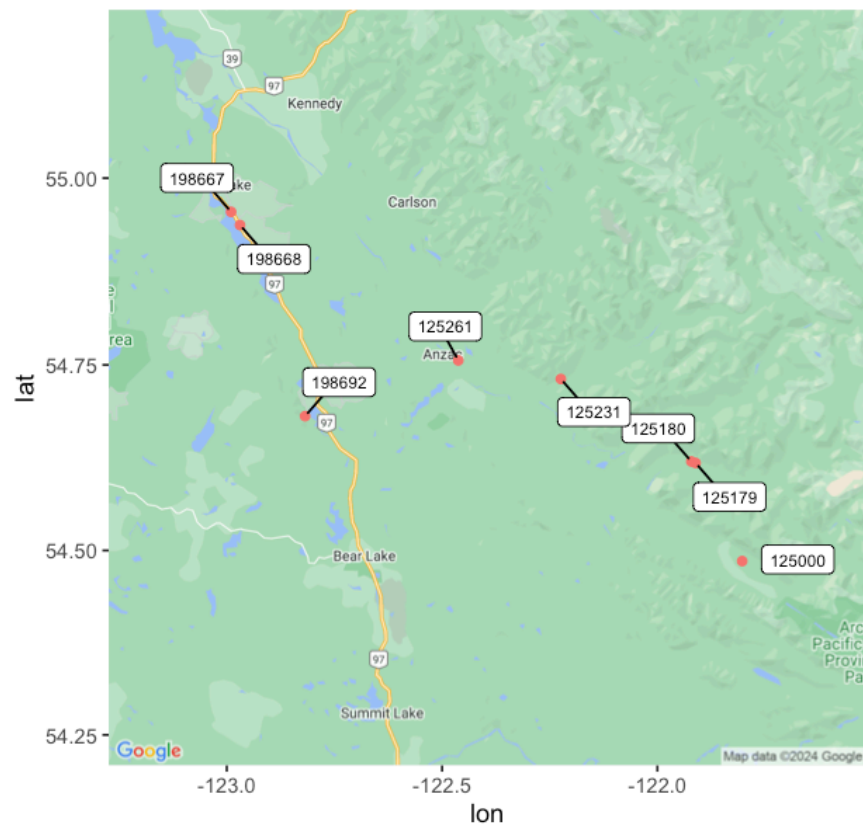 39
97
Kennedy
55.00
198667
ake
Carlson
198668
97
125261
rea
54.75
Anzac
198692
125231
125180
97
125179
54.50
Bear Lake
125000
Arc
Pacific
Provi
Pa
97
54.25
Summit Lake
Google
Map data ©2024 Google
-123.0
-122.5
-122.0
lat
lon